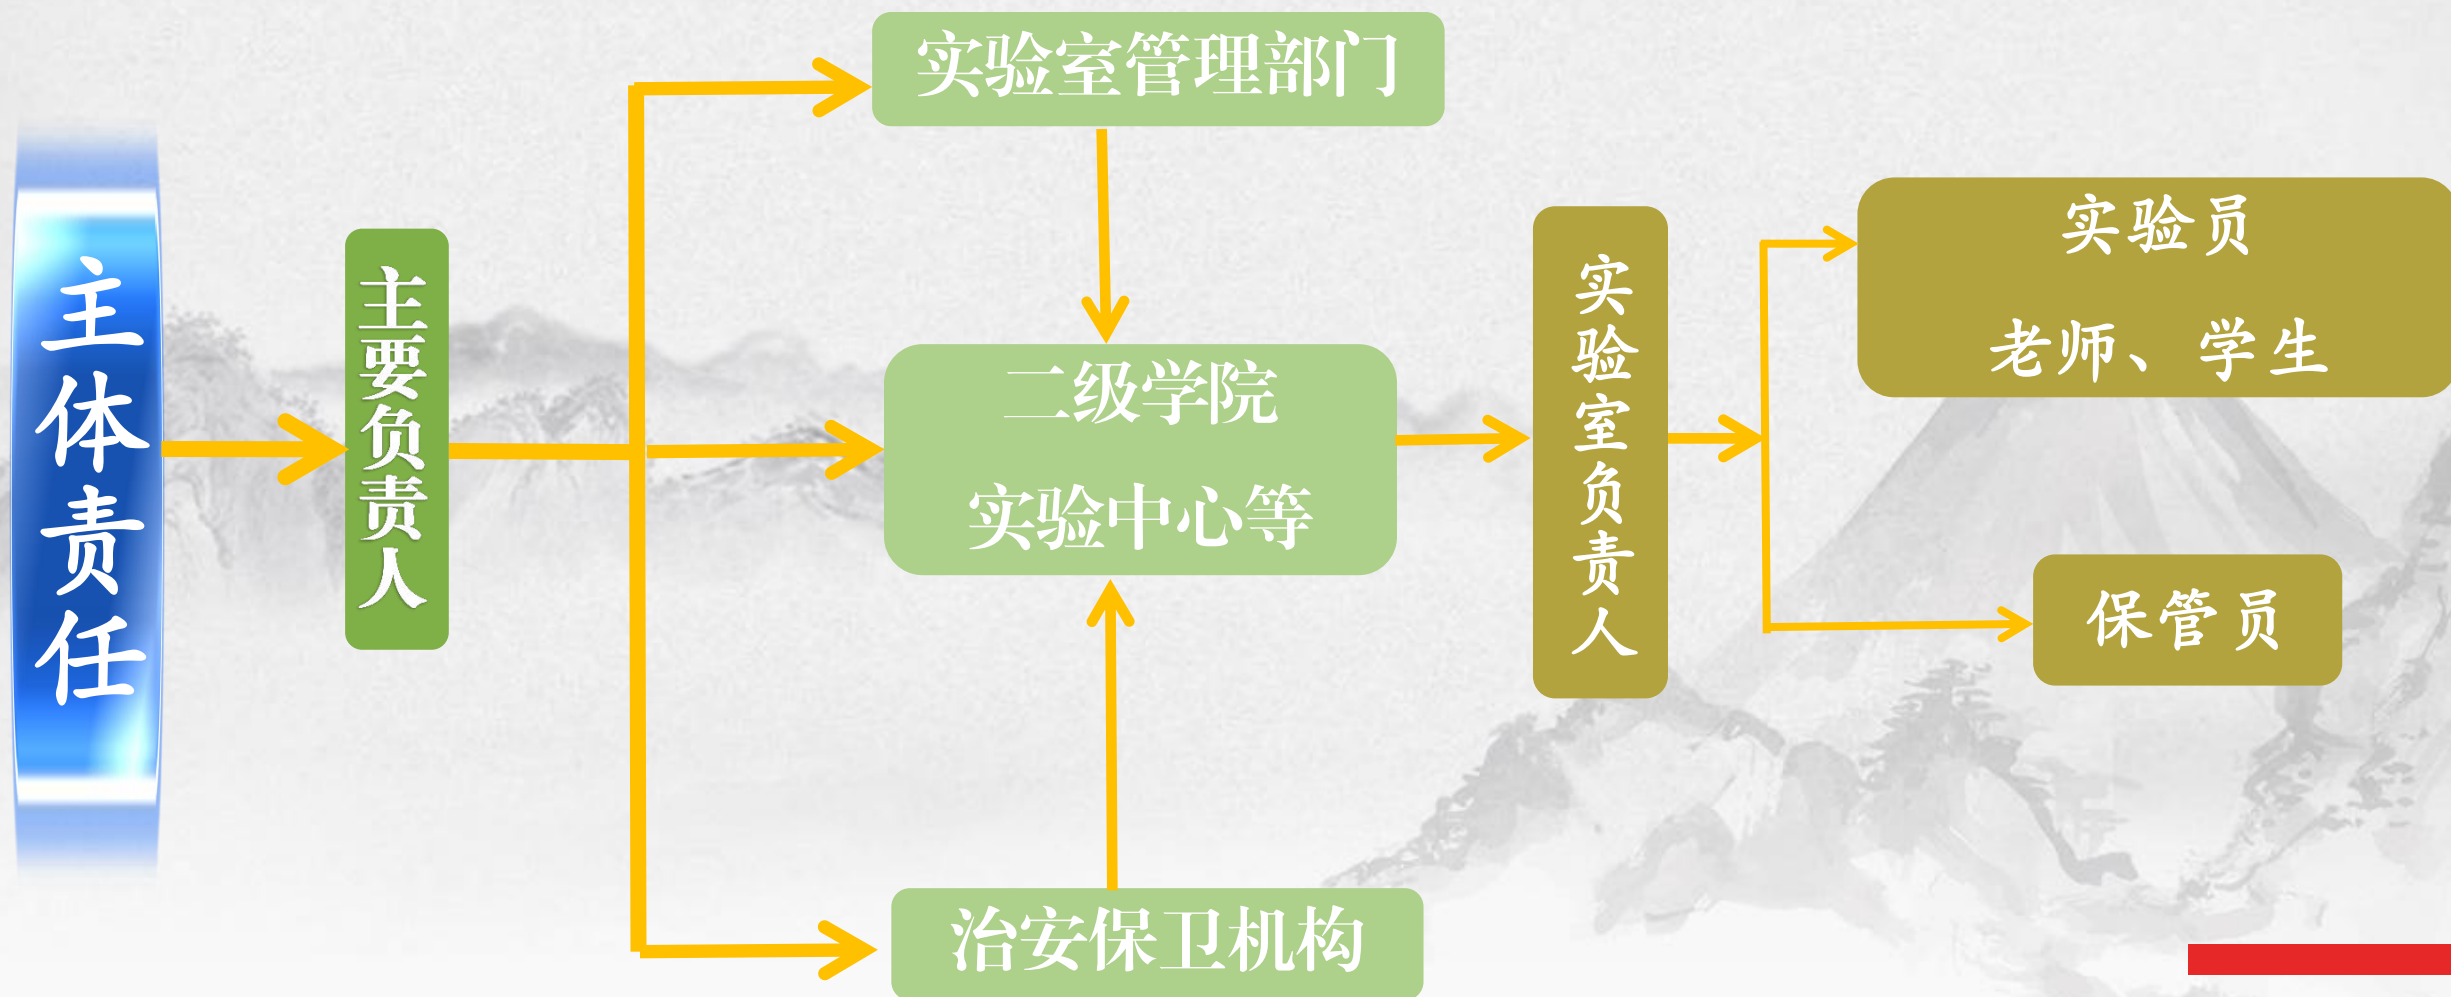 主体责任
主要负责人
实验室管理部门
二级学院
实验中心等
治安保卫机构
实验室负责人
实验员
老师、学生
保管员